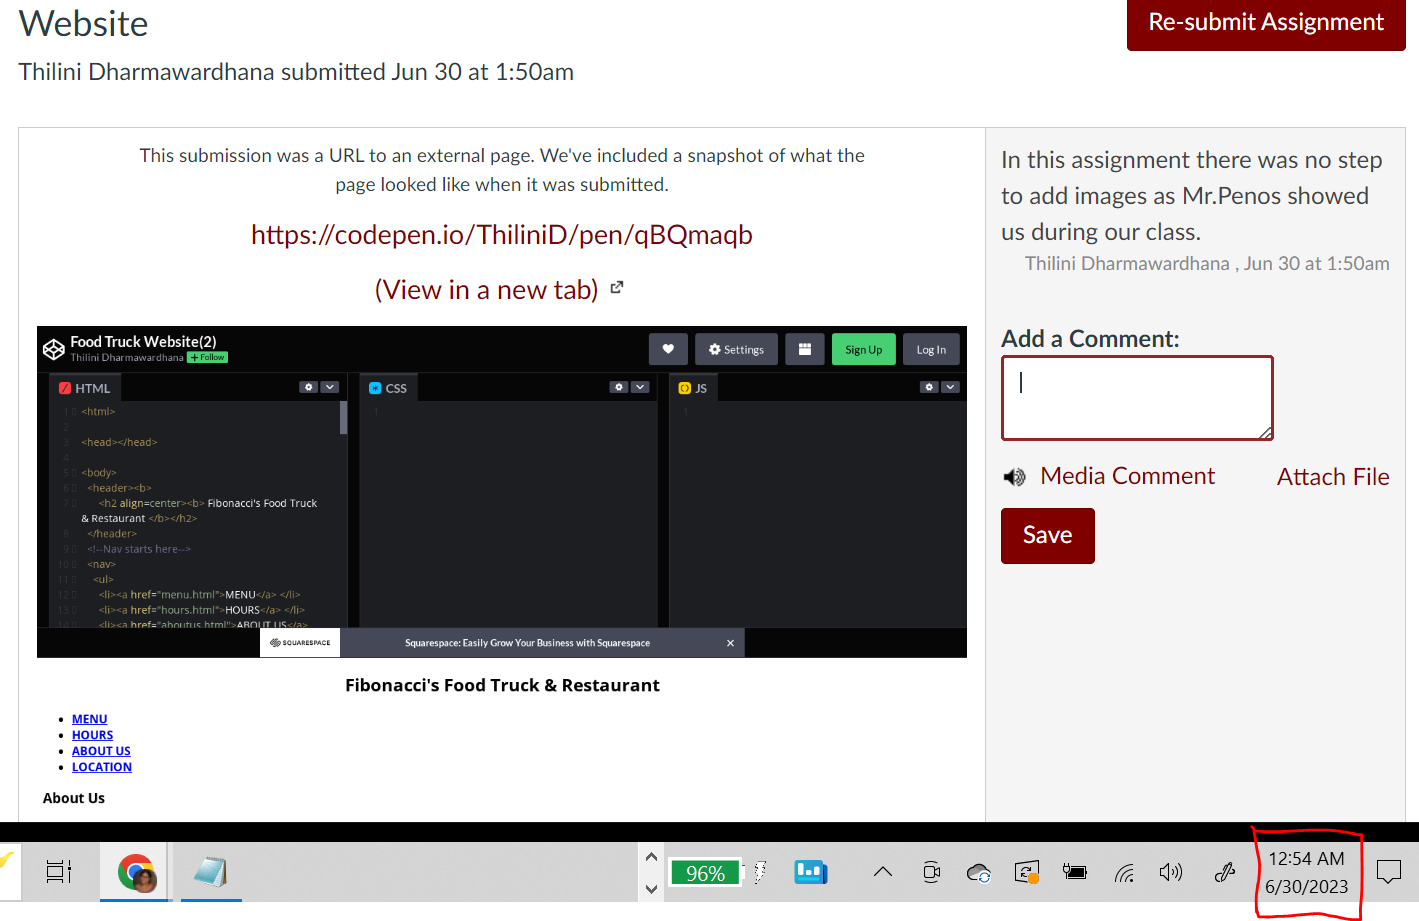 Website
Re-submit Assignment
Thilini Dharmawardhana submitted Jun 30 at 1:50am
This submission was a URL to an external page. We've included a snapshot of what the
page looked like when it was submitted.
https://codepen.io/ThiliniD/pen/qBQmaqb
(View in a new tab)
Food Truck Website(2)
Thilini Dharmawardhana + Follow
Settings
Sign Up
Log In
HTML
CSS
JS
1 <html>
2
3 <head></head>
4
5 <body>
6 <header><b>
7 <h2 align=center><b> Fibonacci's Food Truck
& Restaurant </b></h2>
8 </header>
9 <!--Nav starts here-->
10 <nav>
11 <ul>
12 <li><a href="menu.html">MENU</a> </li>
13 <li><a href="hours.html">HOURS</a> </li>
14 <li><a href="aboutus.html">ABOUT US</a>
1
1
SQUARESPACE
Squarespace: Easily Grow Your Business with Squarespace
Fibonacci's Food Truck & Restaurant
MENU
HOURS
ABOUT US
LOCATION
About Us
In this assignment there was no step
to add images as Mr.Penos showed
us during our class.
Thilini Dharmawardhana , Jun 30 at 1:50am
Add a Comment:
Media Comment
Attach File
Save
96%
12:54 AM
6/30/2023